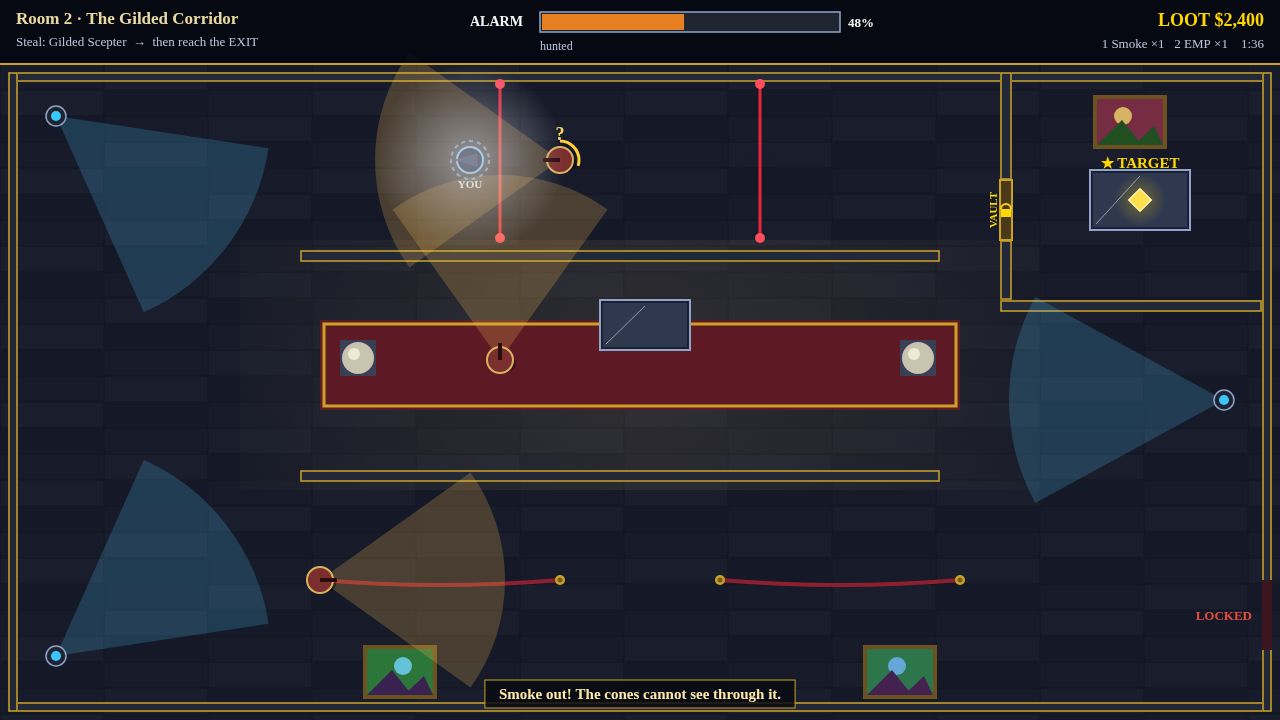 Room 2 · The Gilded Corridor
Steal: Gilded Scepter → then reach the EXIT
ALARM
48%
hunted
LOOT $2,400
1 Smoke ×1 2 EMP ×1 1:36
?
YOU
VAULT
★ TARGET
LOCKED
Smoke out! The cones cannot see through it.